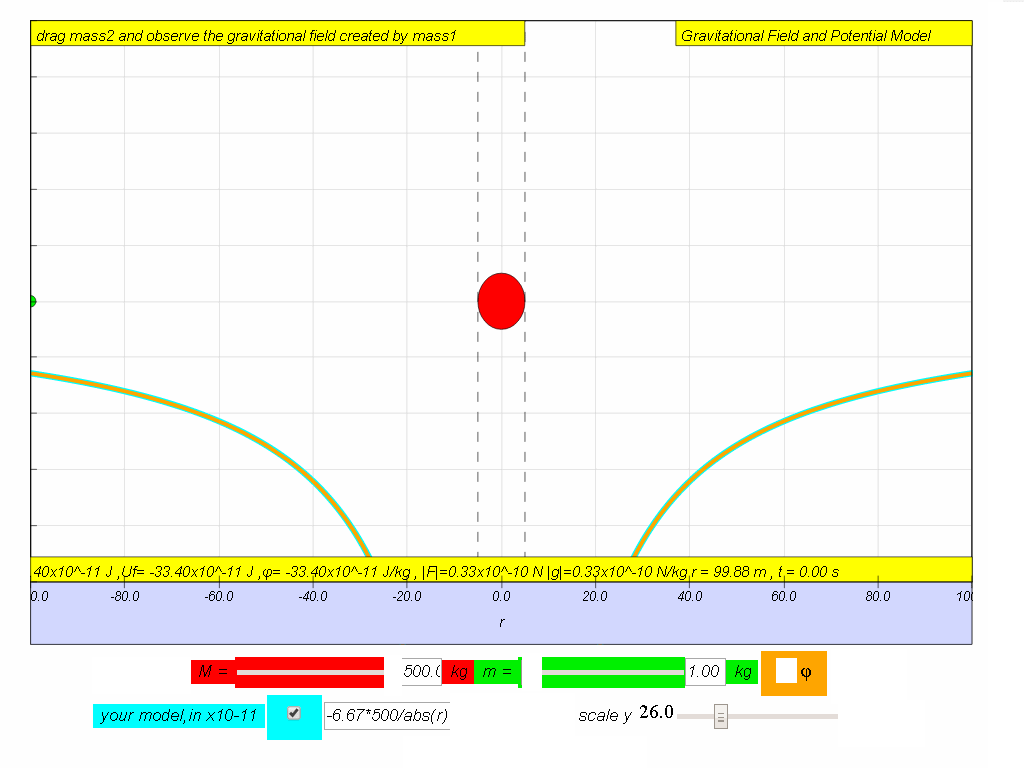 drag mass2 and observe the gravitational field created by mass1
Gravitational Field and Potential Model
40x10^-11 J ,Uf= -33.40x10^-11 J ,φ= -33.40x10^-11 J/kg , |F|=0.33x10^-10 N |g|=0.33x10^-10 N/kg,r = 99.88 m , t = 0.00 s
0.0 -80.0 -60.0 -40.0 -20.0 0.0 20.0 40.0 60.0 80.0 100
r
M = 500.0 kg m = 1.00 kg φ
your model,in x10-11 -6.67*500/abs(r) scale y 26.0